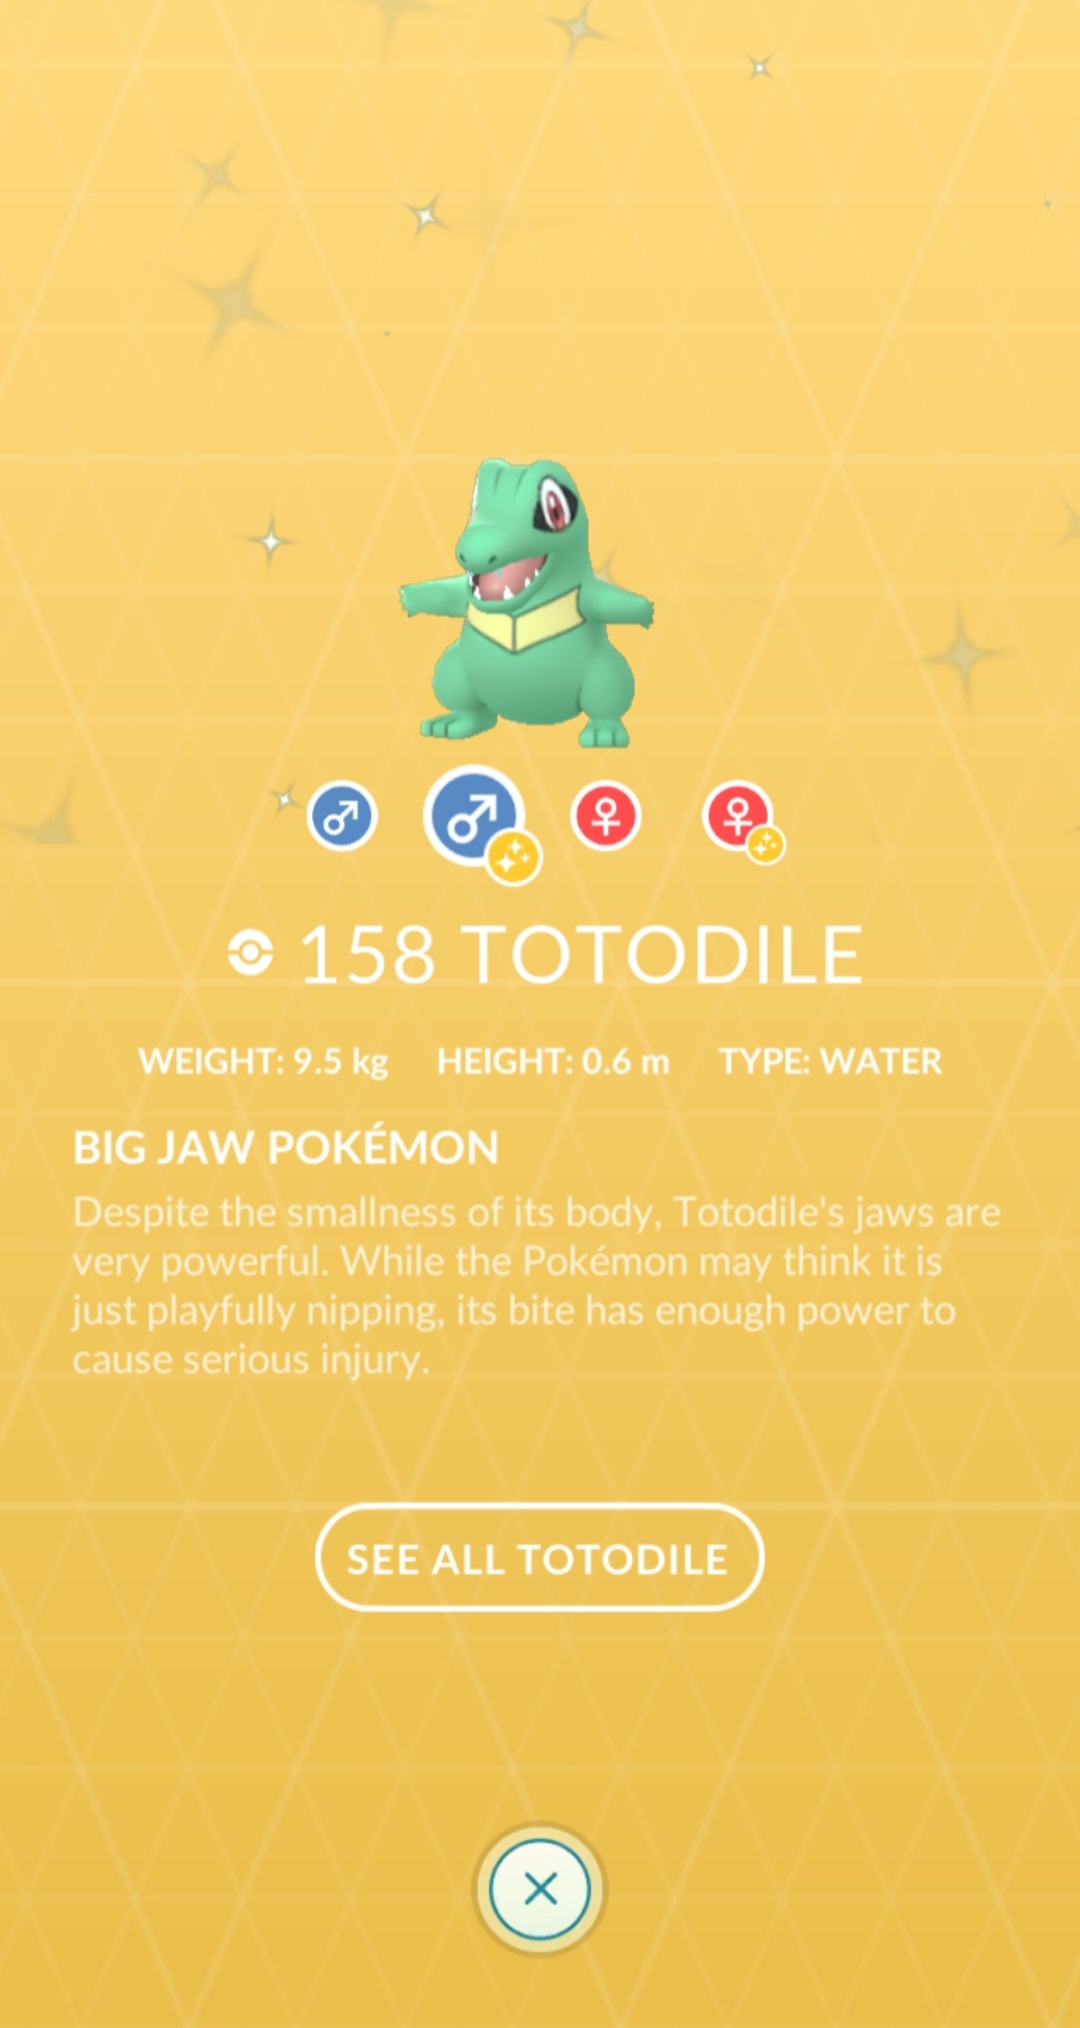 158 TOTODILE
WEIGHT: 9.5 kg HEIGHT: 0.6 m TYPE: WATER
BIG JAW POKÉMON
Despite the smallness of its body, Totodile's jaws are
very powerful. While the Pokémon may think it is
just playfully nipping, its bite has enough power to
cause serious injury.
SEE ALL TOTODILE